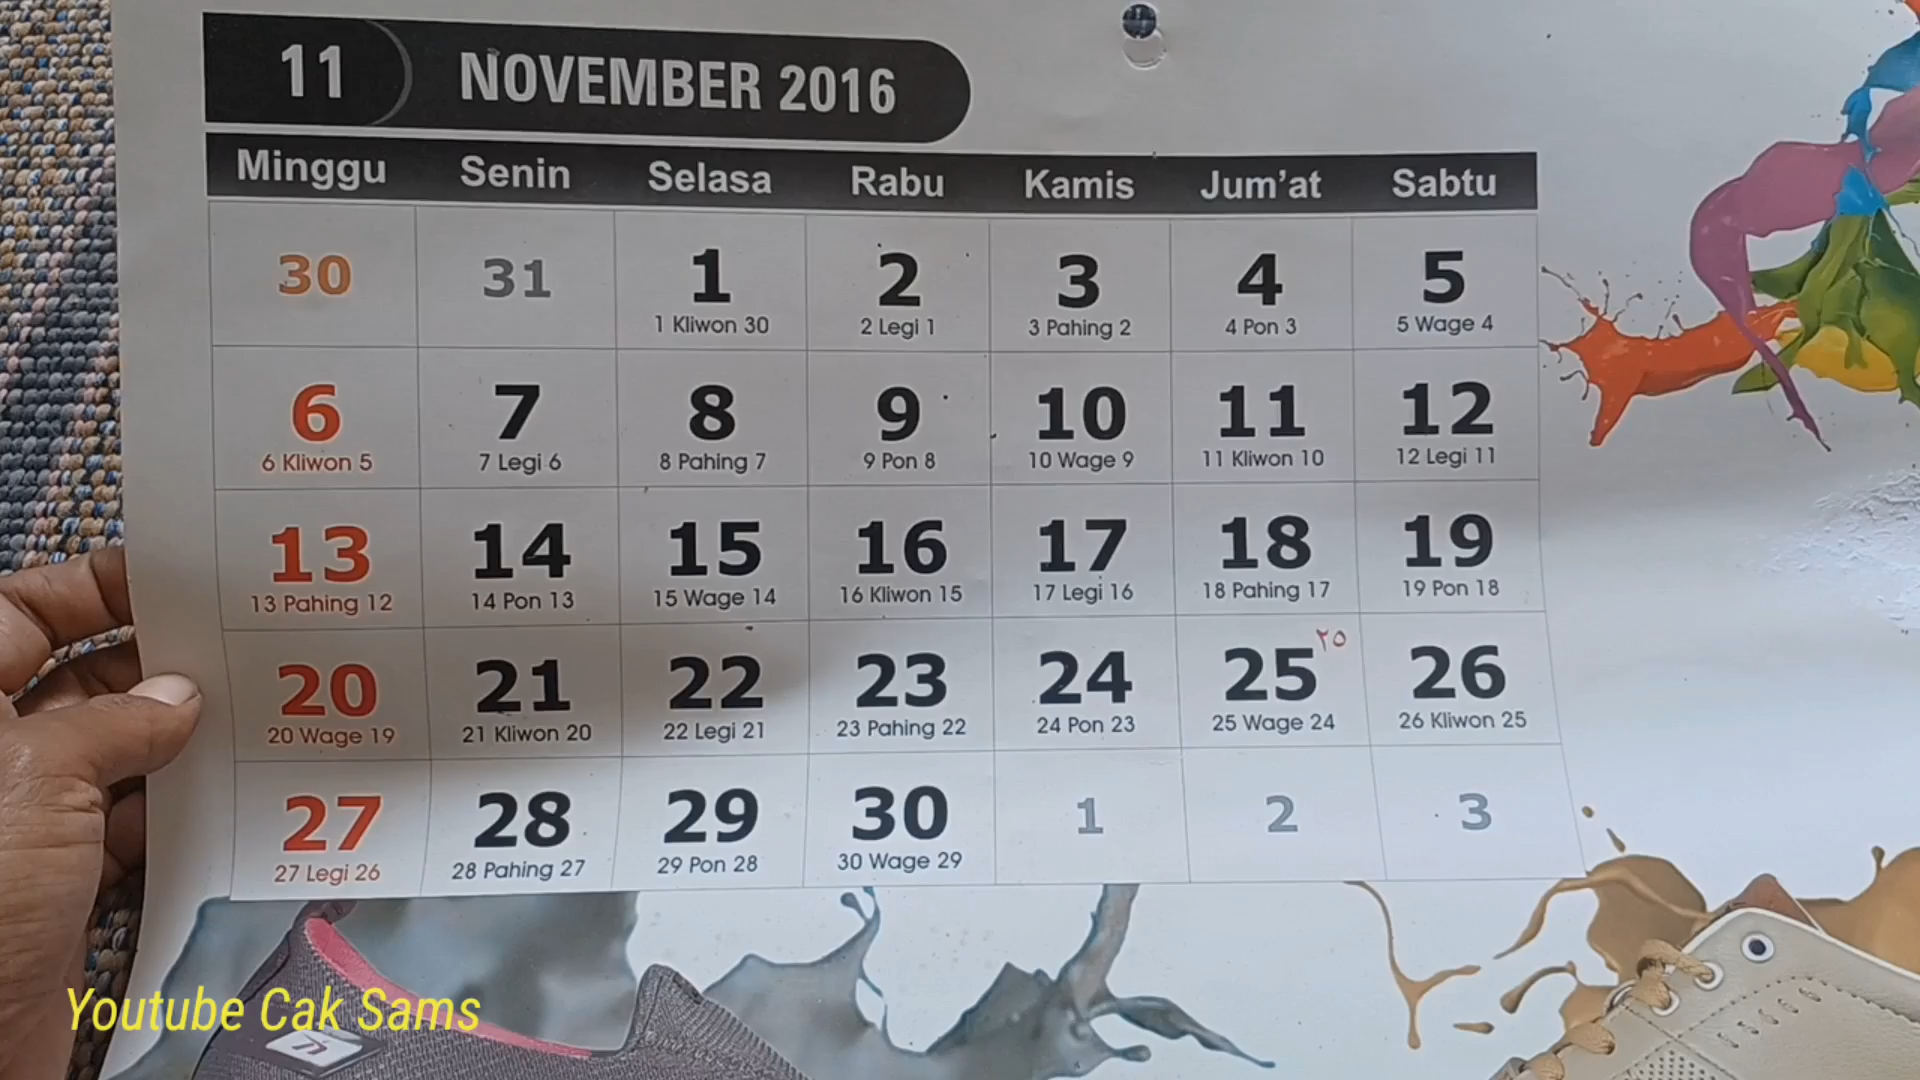 11 NOVEMBER 2016
Minggu Senin Selasa Rabu Kamis Jum'at Sabtu
30 31 1 2 3 4 5
1 Kliwon 30 2 Legi 1 3 Pahing 2 4 Pon 3 5 Wage 4
6 7 8 9 10 11 12
6 Kliwon 5 7 Legi 6 8 Pahing 7 9 Pon 8 10 Wage 9 11 Kliwon 10 12 Legi 11
13 14 15 16 17 18 19
13 Pahing 12 14 Pon 13 15 Wage 14 16 Kliwon 15 17 Legi 16 18 Pahing 17 19 Pon 18
20 21 22 23 24 25 ٢٥ 26
20 Wage 19 21 Kliwon 20 22 Legi 21 23 Pahing 22 24 Pon 23 25 Wage 24 26 Kliwon 25
27 28 29 30 1 2 3
27 Legi 26 28 Pahing 27 29 Pon 28 30 Wage 29
Youtube Cak Sams